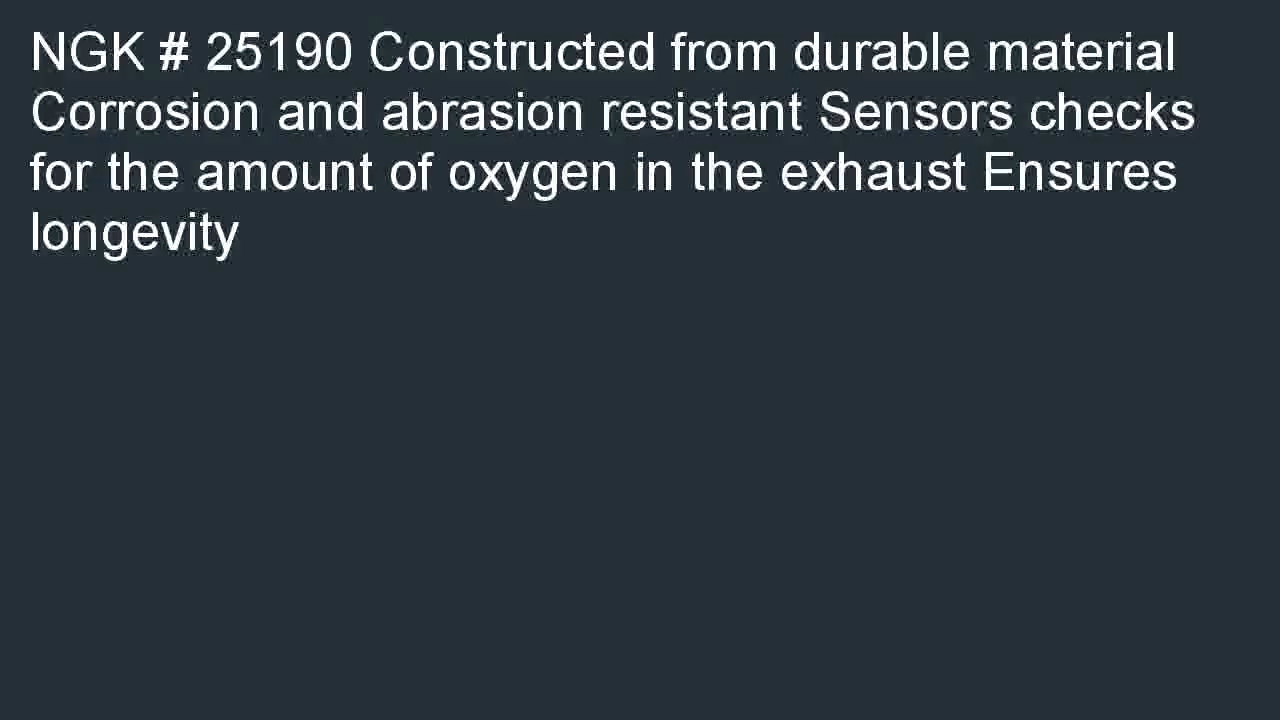 NGK # 25190 Constructed from durable material
Corrosion and abrasion resistant Sensors checks
for the amount of oxygen in the exhaust Ensures
longevity